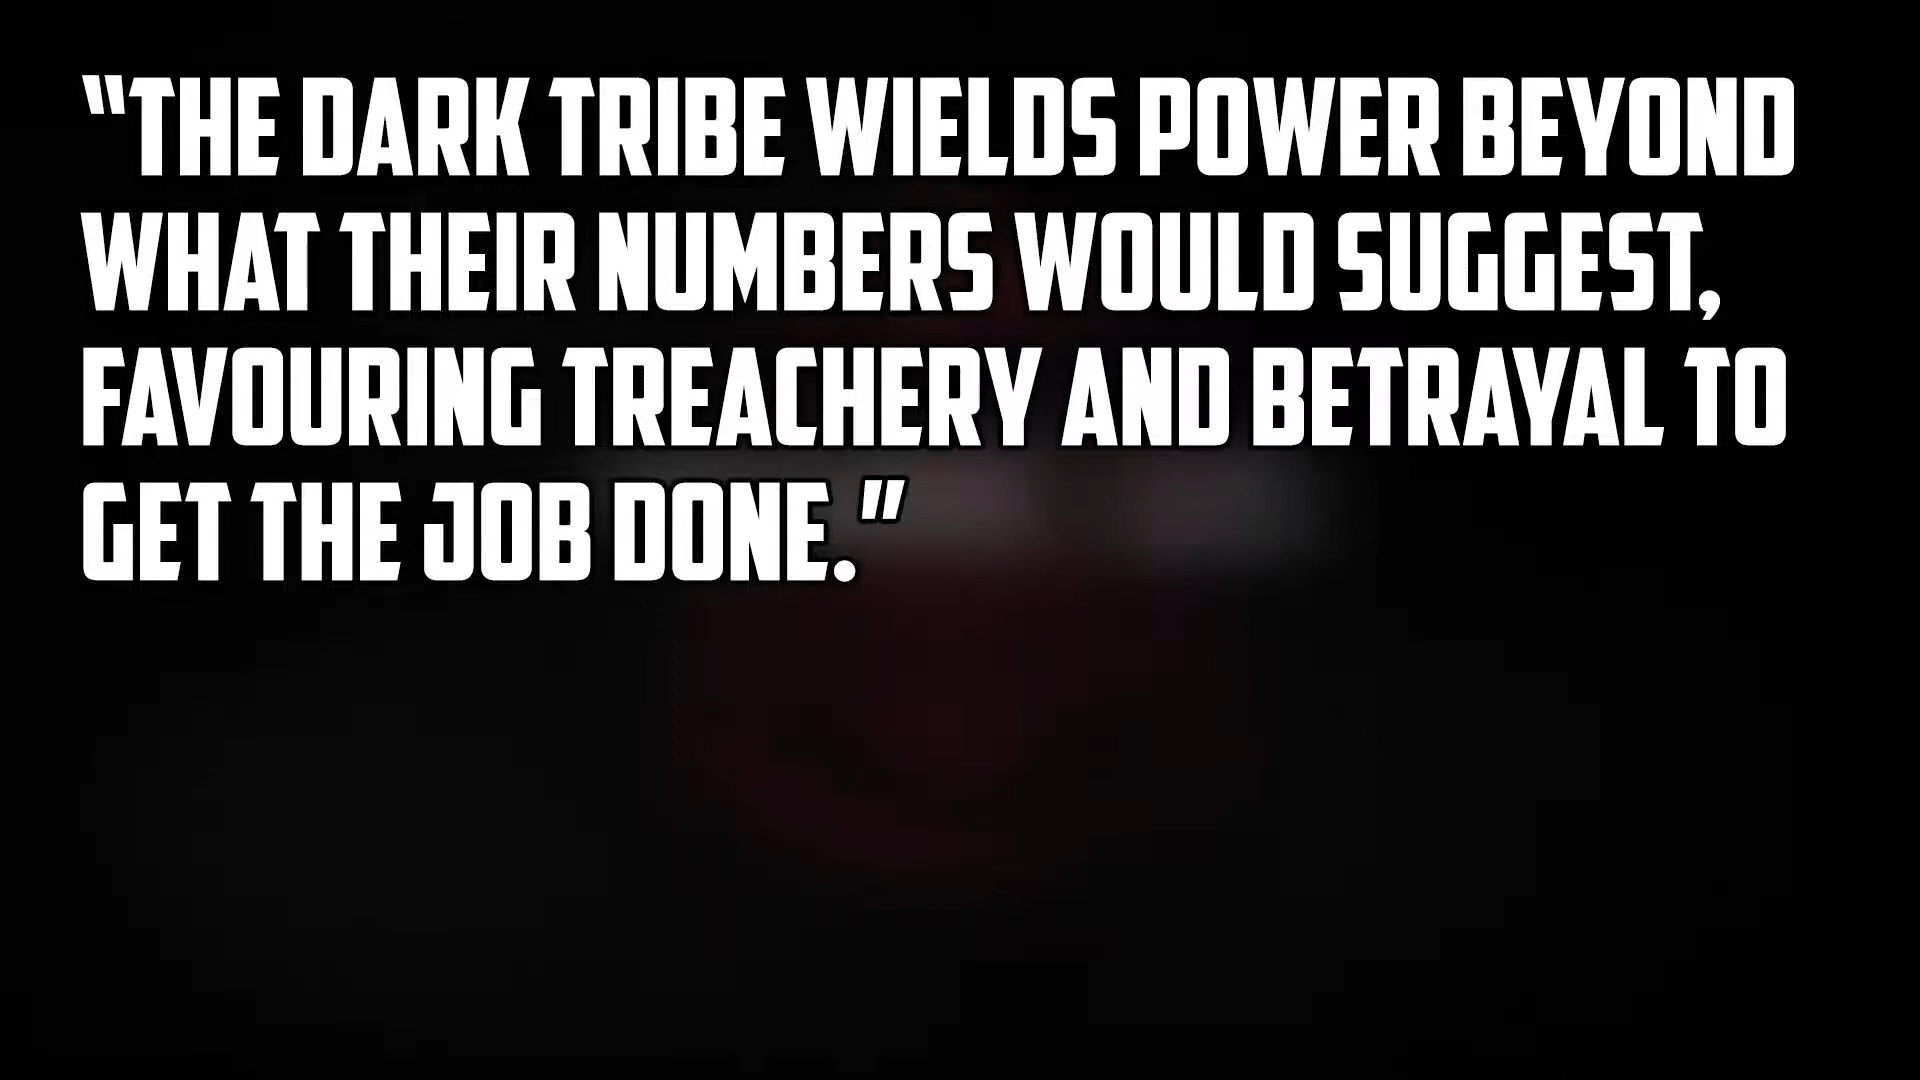 “THE DARK TRIBE WIELDS POWER BEYOND
WHAT THEIR NUMBERS WOULD SUGGEST,
FAVOURING TREACHERY AND BETRAYAL TO
GET THE JOB DONE.”